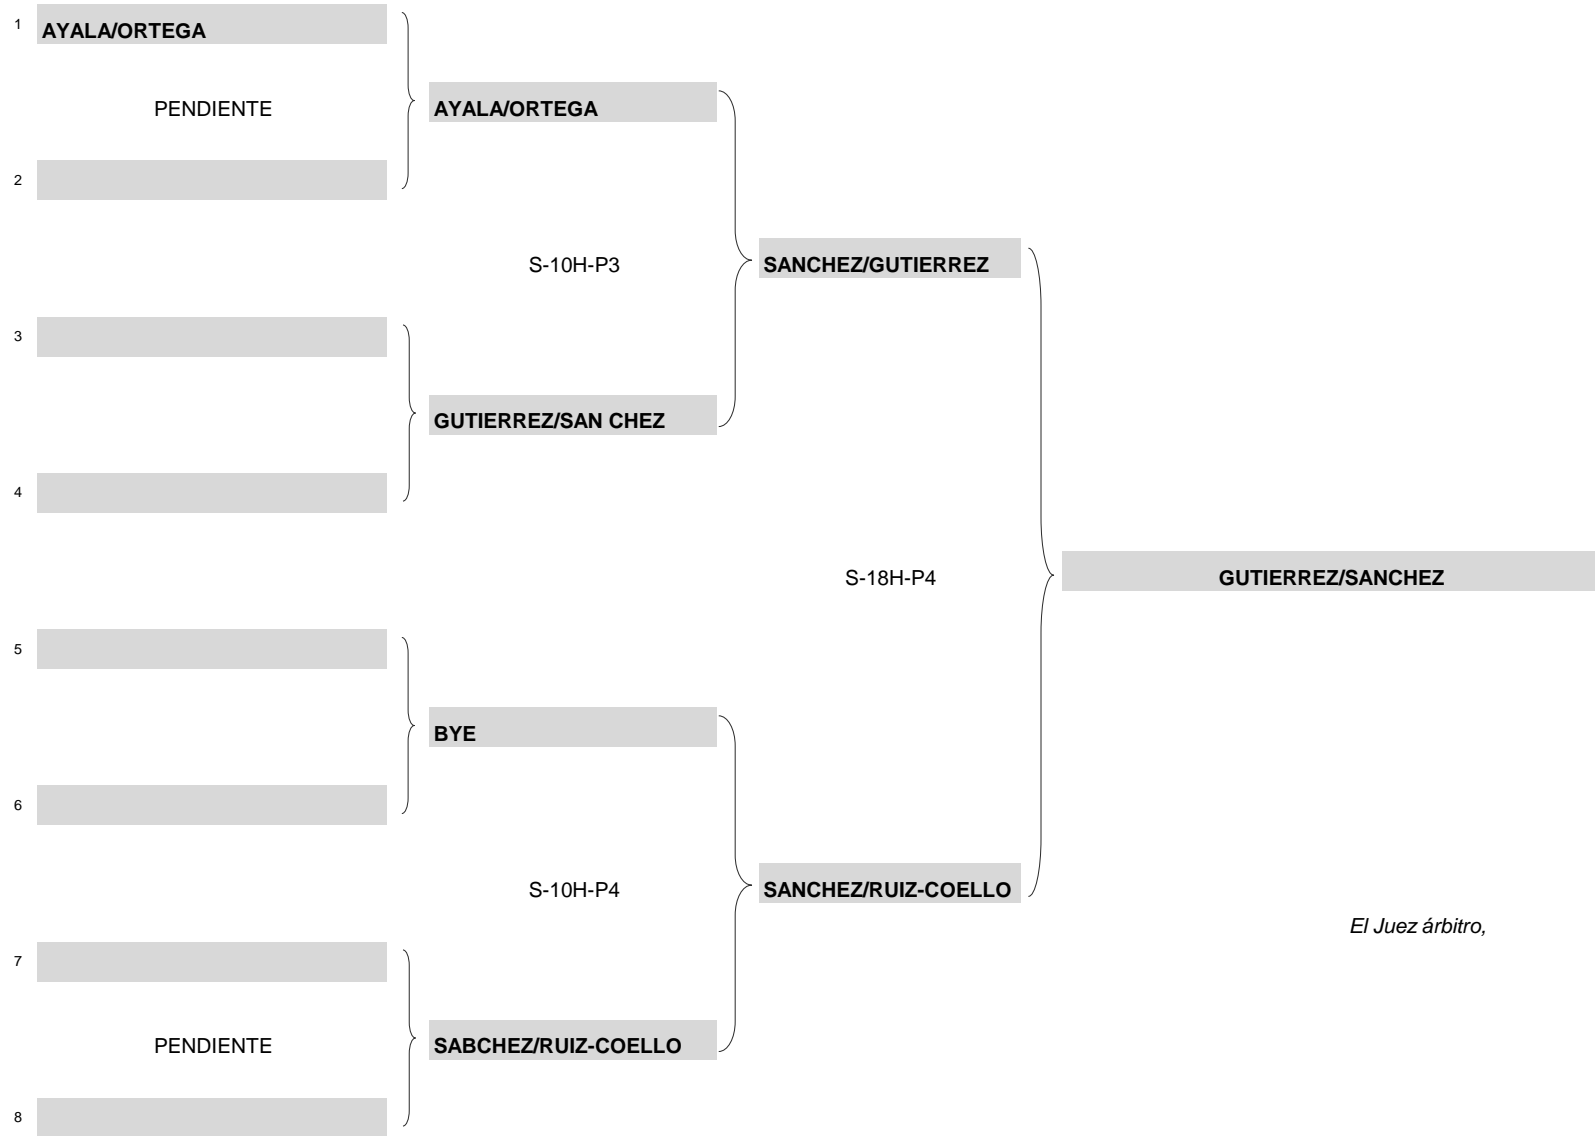 1 AYALA/ORTEGA
PENDIENTE
AYALA/ORTEGA
2
S-10H-P3
SANCHEZ/GUTIERREZ
3
GUTIERREZ/SAN CHEZ
4
S-18H-P4
GUTIERREZ/SANCHEZ
5
BYE
6
S-10H-P4
SANCHEZ/RUIZ-COELLO
El Juez árbitro,
7
PENDIENTE
SABCHEZ/RUIZ-COELLO
8